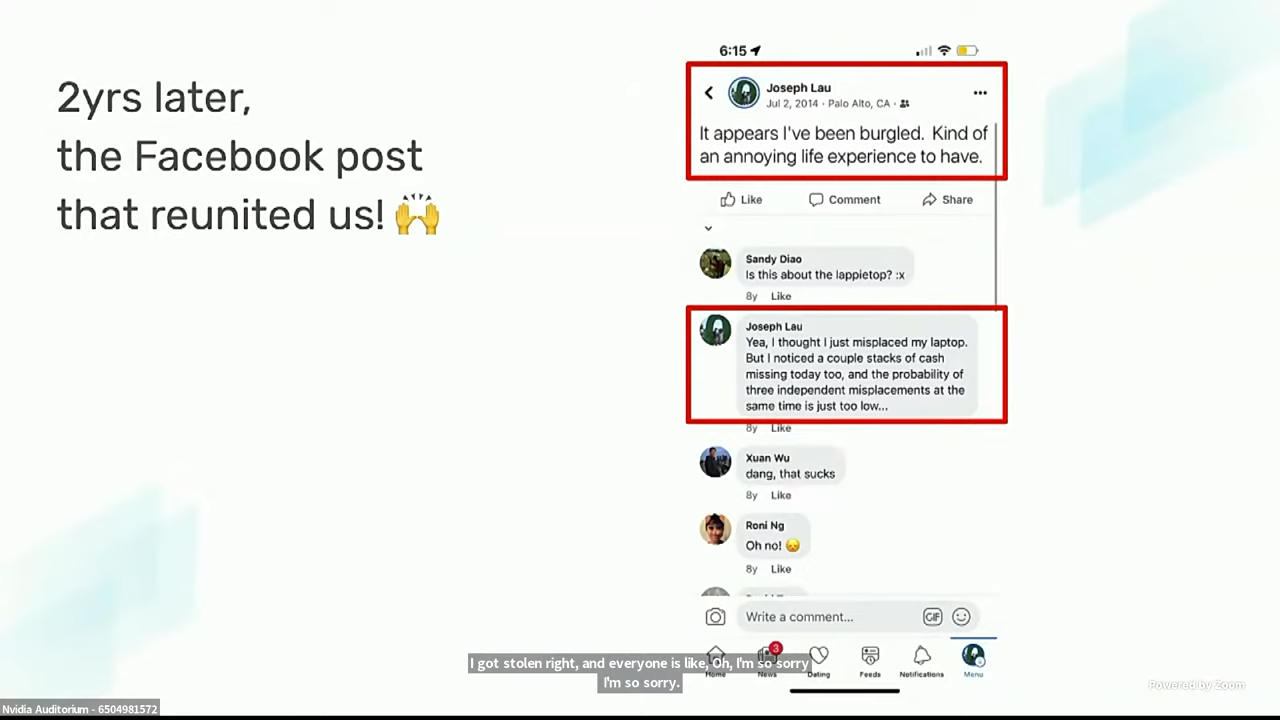 2yrs later,
the Facebook post
that reunited us! 🙌
6:15
Joseph Lau
Jul 2, 2014 · Palo Alto, CA ·
It appears I've been burgled. Kind of
an annoying life experience to have.
Like Comment Share
Sandy Diao
Is this about the lappietop? :x
8y Like
Joseph Lau
Yea, I thought I just misplaced my laptop.
But I noticed a couple stacks of cash
missing today too, and the probability of
three independent misplacements at the
same time is just too low...
8y Like
Xuan Wu
dang, that sucks
8y Like
Roni Ng
Oh no! 😞
8y Like
Write a comment... GIF
3
Home News Dating Feeds Notifications Menu
I got stolen right, and everyone is like, Oh, I'm so sorry
I'm so sorry.
Powered by Zoom
Nvidia Auditorium - 6504981572